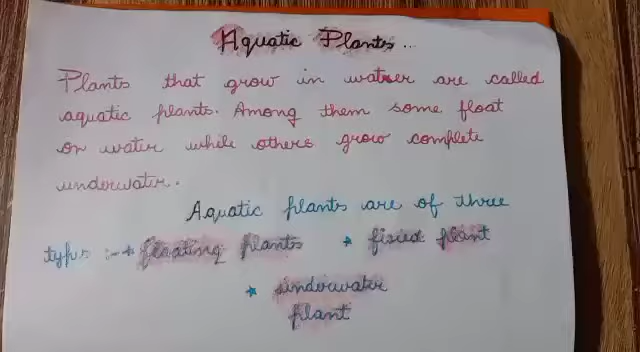 Aquatic Plants...
Plants that grow in water are called
aquatic plants. Among them some float
on water while others grow complete
underwater.
Aquatic plants are of three
types :- * floating plants * fixed plant
* underwater
plant